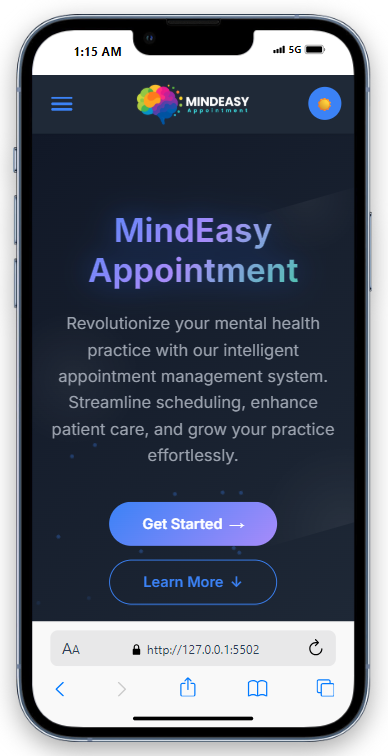 1:15 AM 5G
MINDEASY
Appointment
MindEasy
Appointment
Revolutionize your mental health
practice with our intelligent
appointment management system.
Streamline scheduling, enhance
patient care, and grow your practice
effortlessly.
Get Started →
Learn More ↓
AA http://127.0.0.1:5502